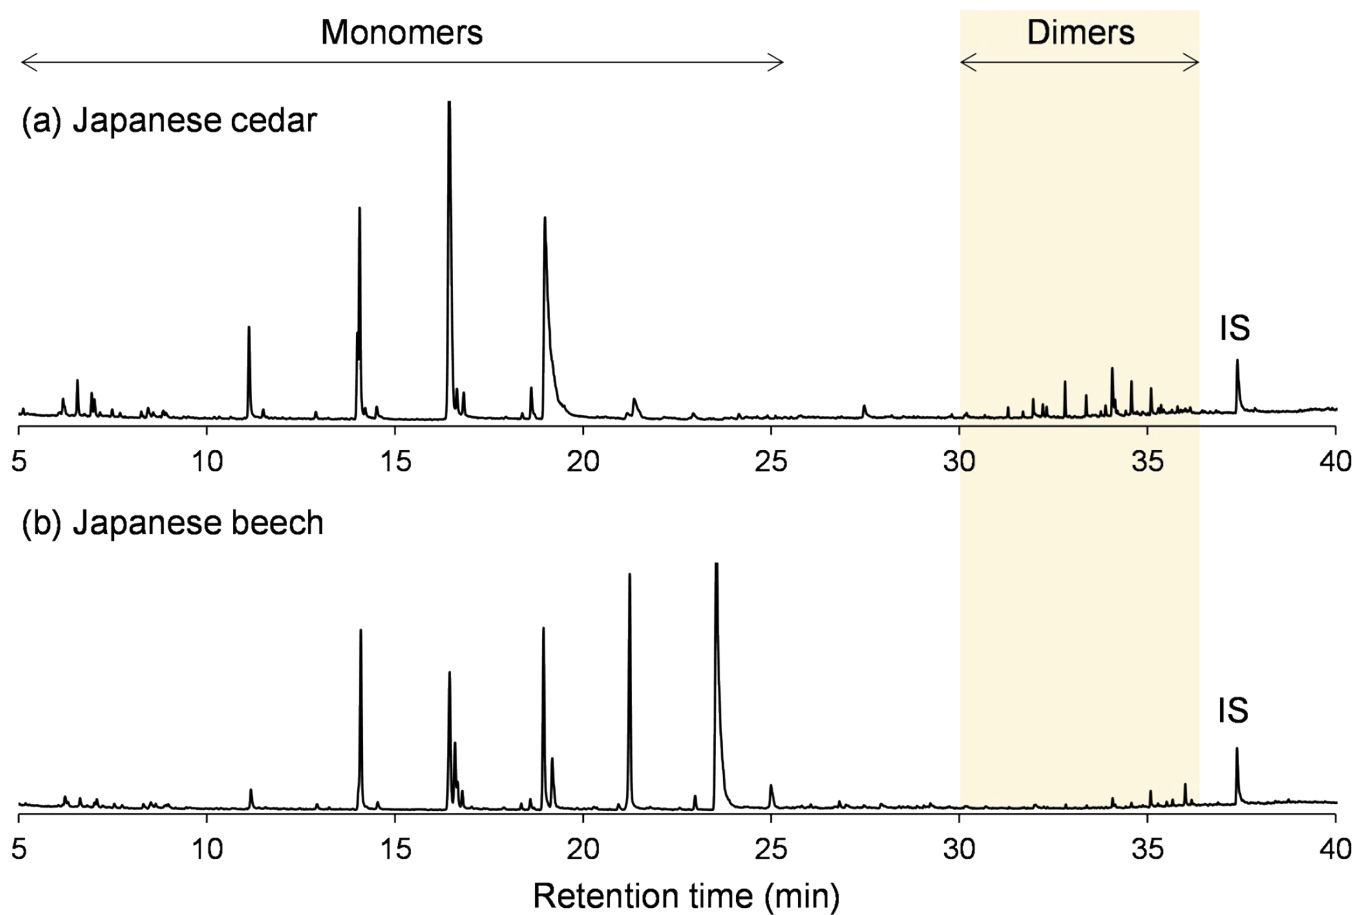 Monomers
Dimers
(a) Japanese cedar
IS
5 10 15 20 25 30 35 40
(b) Japanese beech
IS
5 10 15 20 25 30 35 40
Retention time (min)